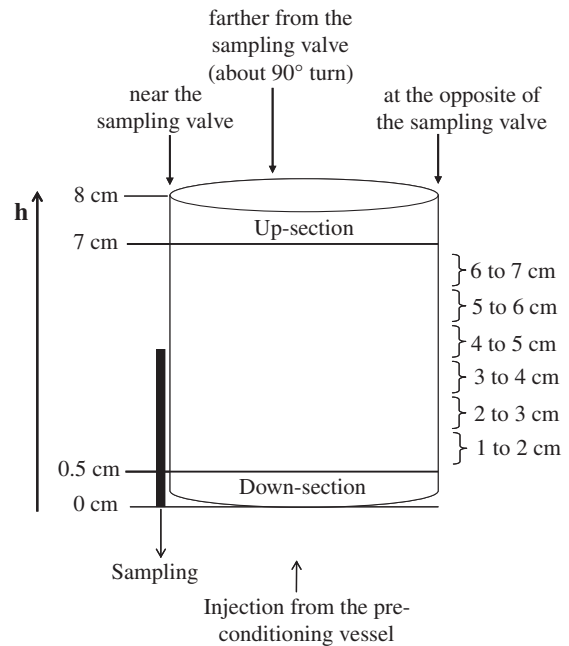 farther from the
sampling valve
(about 90° turn)
near the
sampling valve
at the opposite of
the sampling valve
h
8 cm
Up-section
7 cm
6 to 7 cm
5 to 6 cm
4 to 5 cm
3 to 4 cm
2 to 3 cm
1 to 2 cm
0.5 cm
Down-section
0 cm
Sampling
Injection from the pre-
conditioning vessel